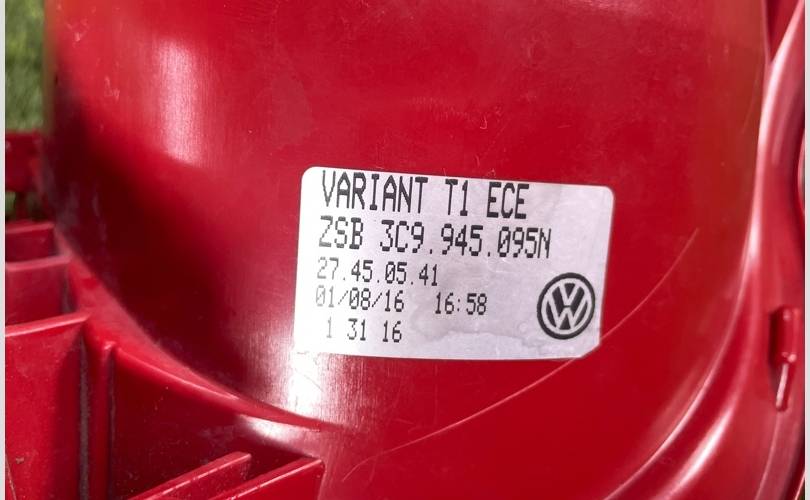 VARIANT T1 ECE
ZSB 3C9.945.095N
27.45.05.41
01/08/16 16:58
1 31 16